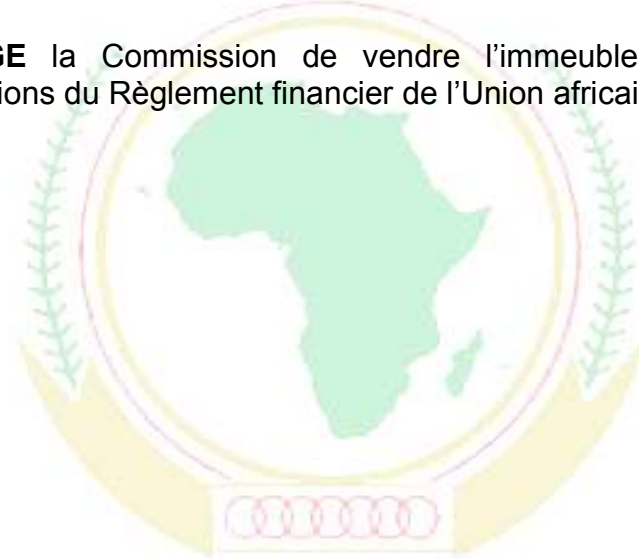 GE la Commission de vendre l’immeuble
ions du Règlement financier de l’Union africai